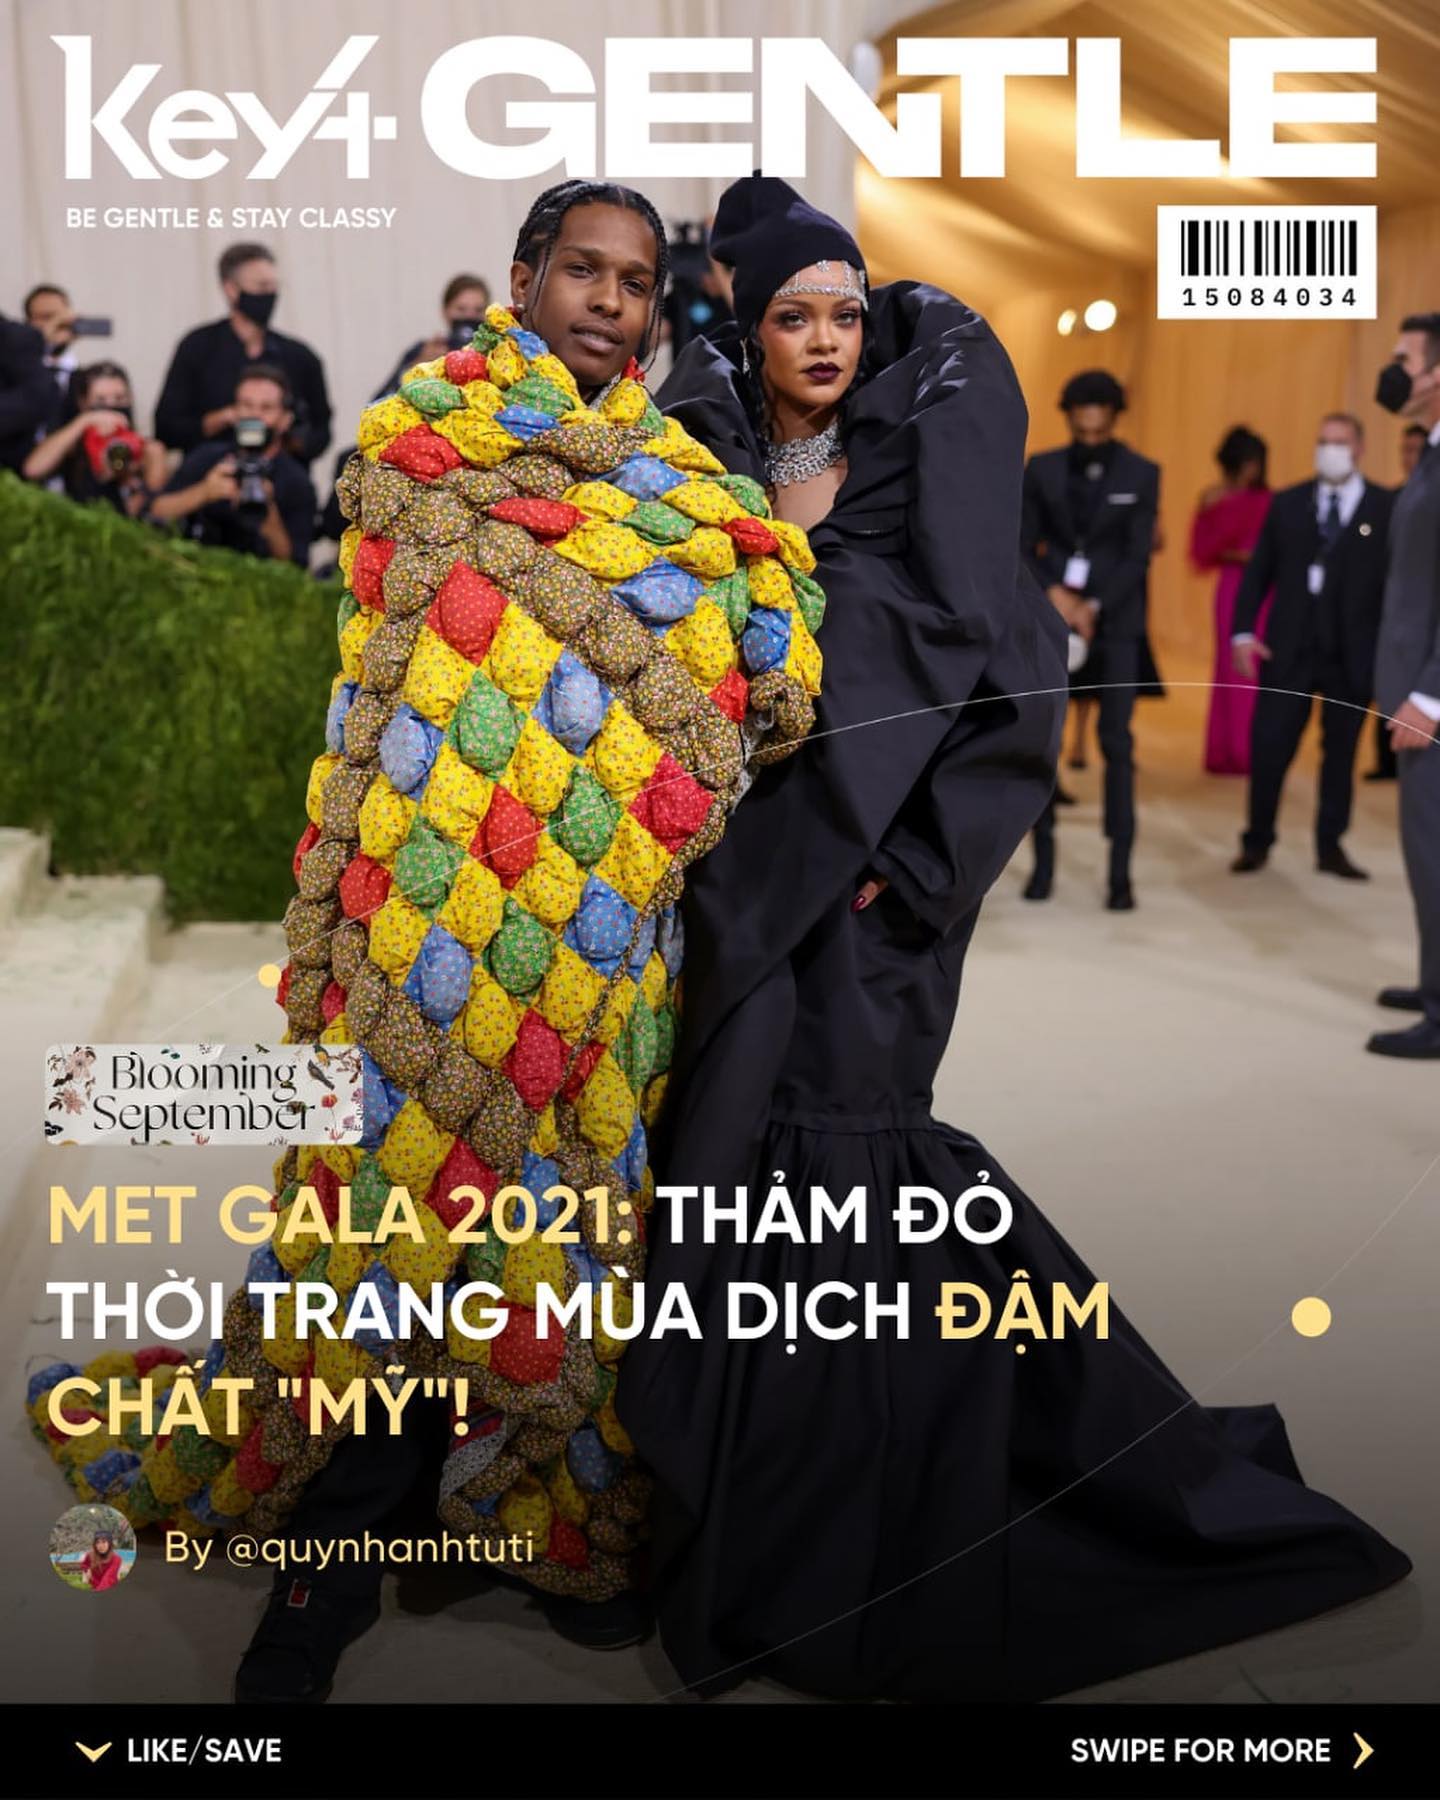 Key4 GENTLE
BE GENTLE & STAY CLASSY
15084034
Blooming
September
MET GALA 2021: THẢM ĐỎ
THỜI TRANG MÙA DỊCH ĐẬM
CHẤT "MỸ"!
By @quynhanhtuti
LIKE/SAVE
SWIPE FOR MORE